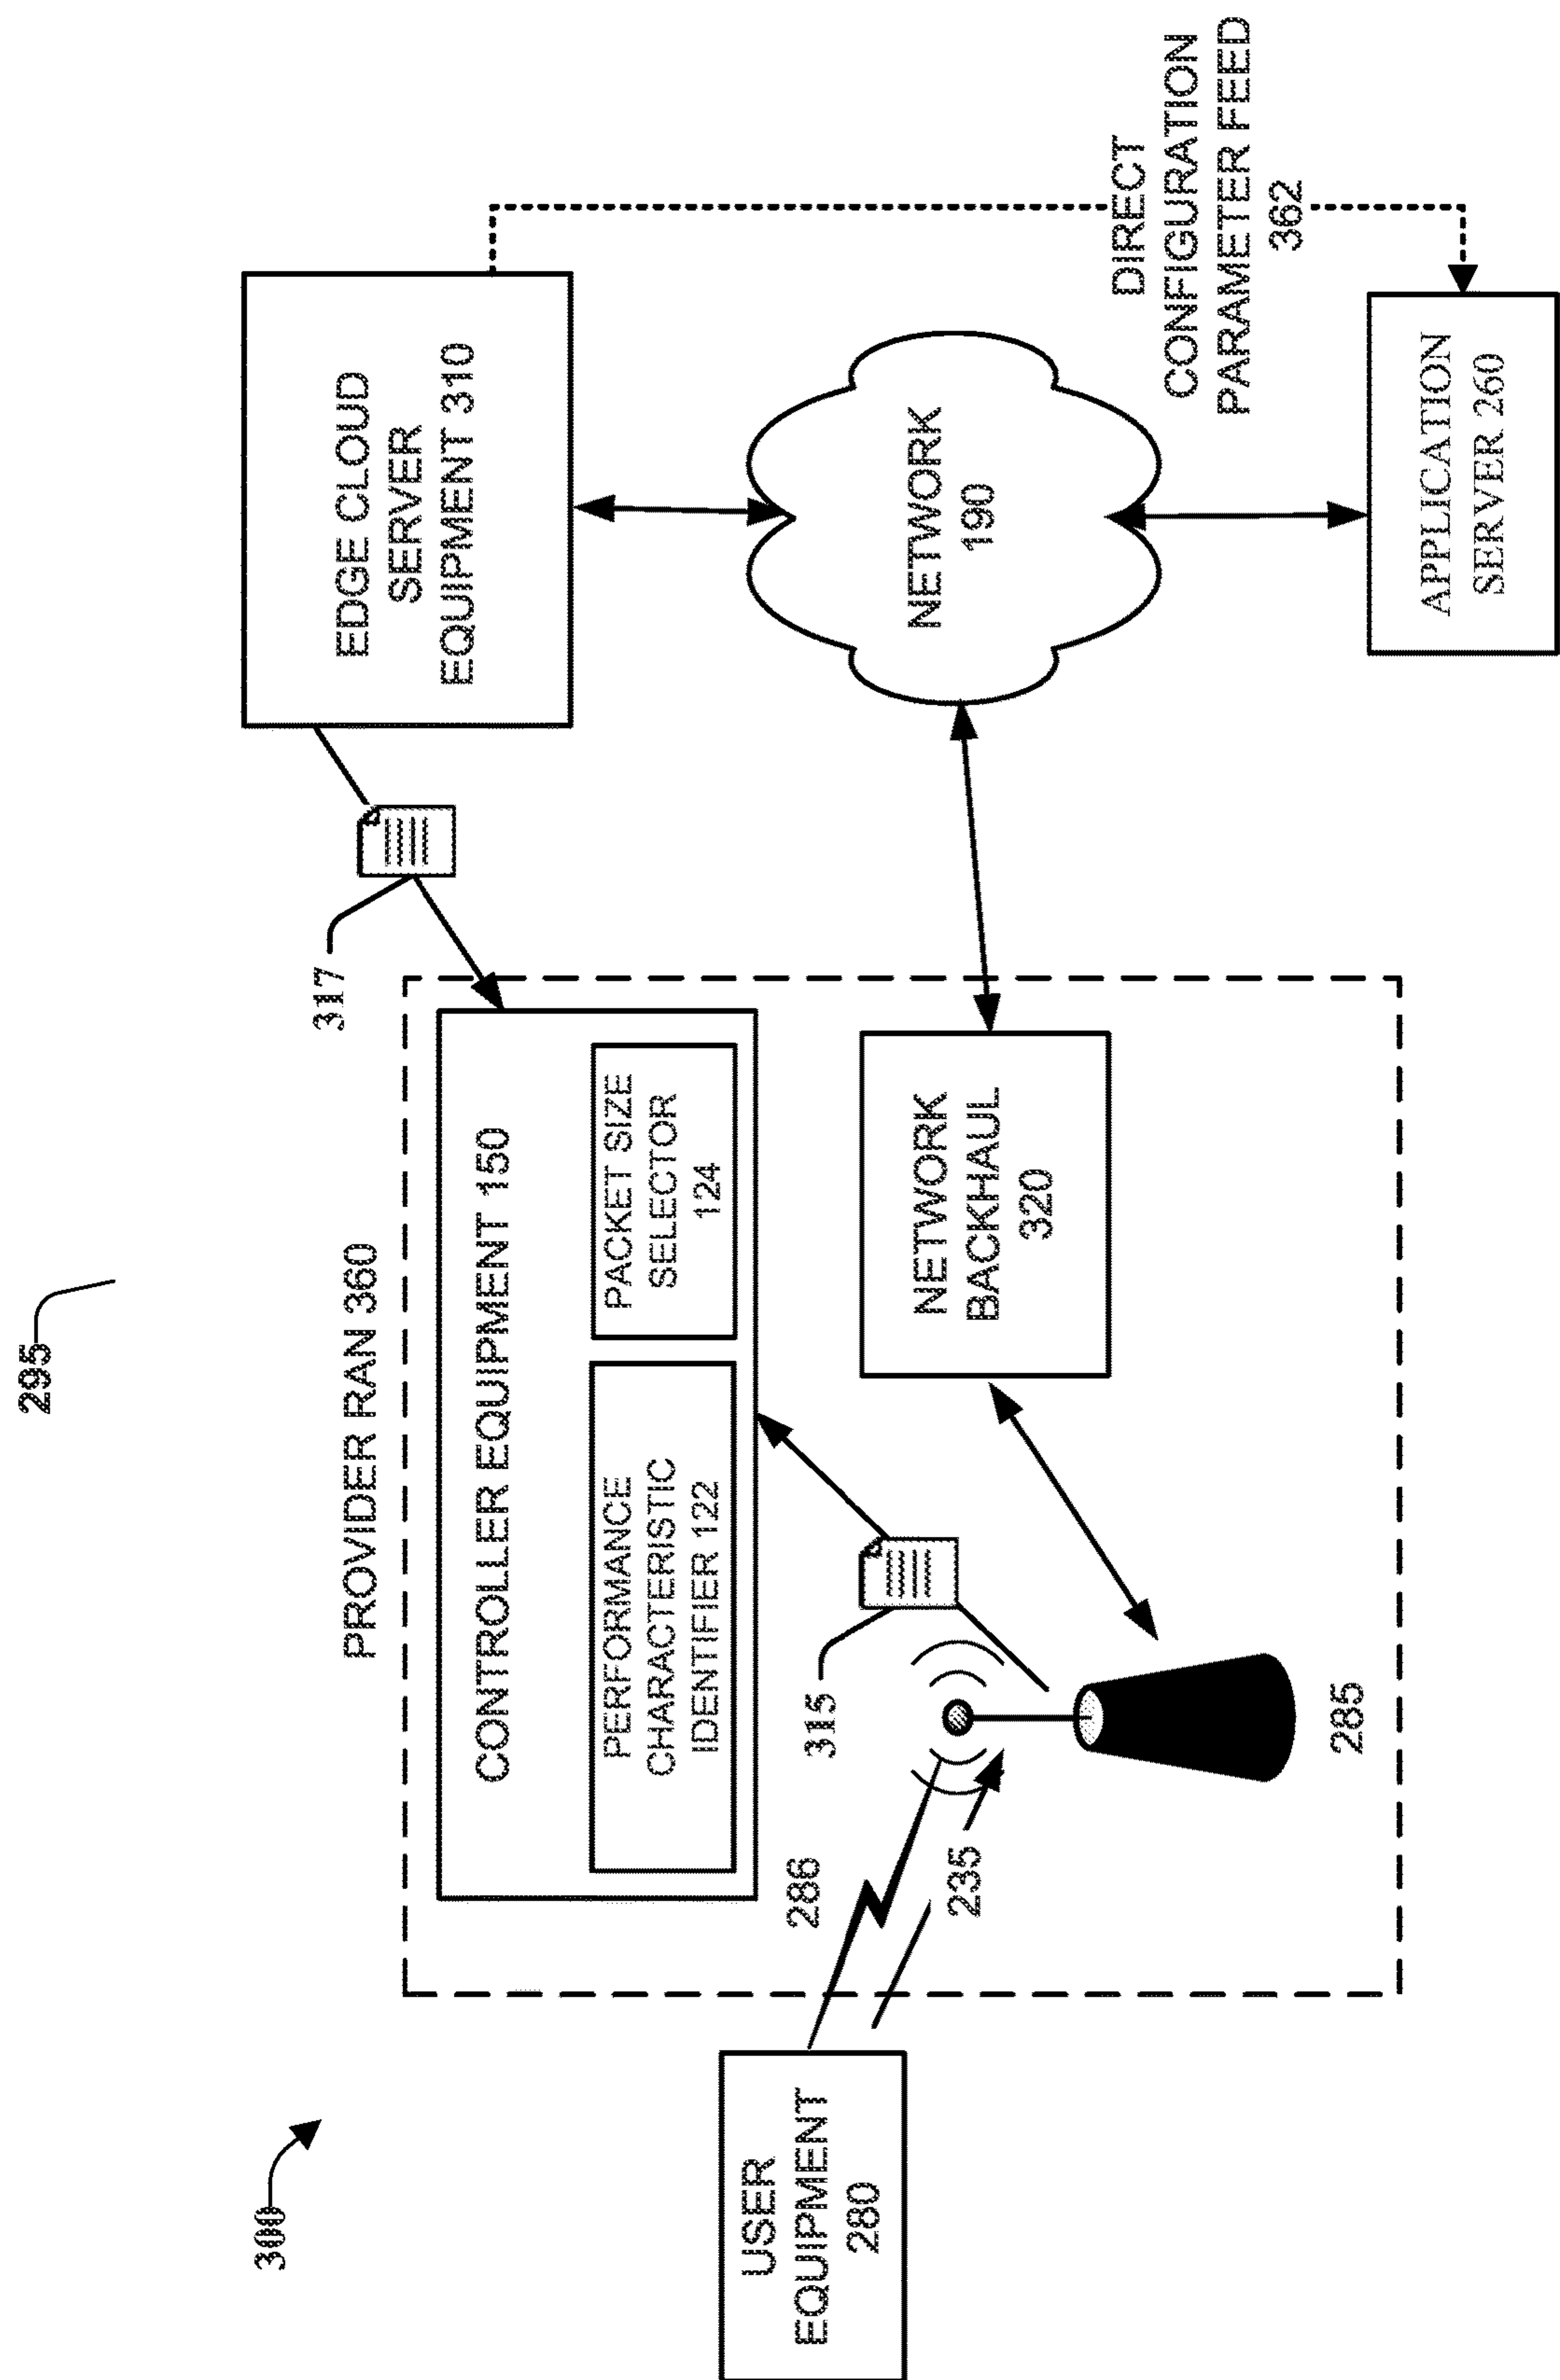 295
300
PROVIDER RAN 360
CONTROLLER EQUIPMENT 150
PERFORMANCE
CHARACTERISTIC
IDENTIFIER 122
PACKET SIZE
SELECTOR
124
317
EDGE CLOUD
SERVER
EQUIPMENT 310
USER
EQUIPMENT
280
286
235
315
285
NETWORK
BACKHAUL
320
NETWORK
190
DIRECT
CONFIGURATION
PARAMETER FEED
362
APPLICATION
SERVER 260